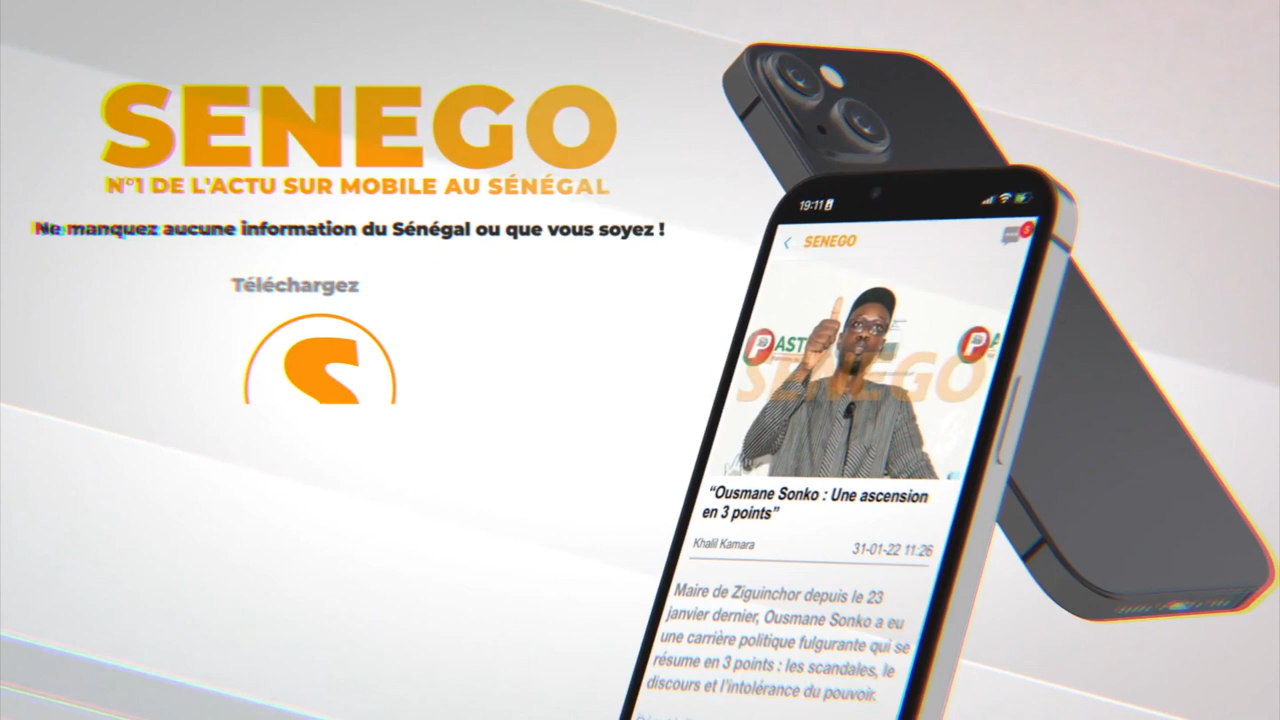 SENEGO
N°1 DE L'ACTU SUR MOBILE AU SÉNÉGAL
Ne manquez aucune information du Sénégal ou que vous soyez !
Téléchargez
S
19:11
SENEGO
5
PAST
SENEGO
“Ousmane Sonko : Une ascension
en 3 points”
Khalil Kamara
31-01-22 11:26
Maire de Ziguinchor depuis le 23
janvier dernier, Ousmane Sonko a eu
une carrière politique fulgurante qui se
résume en 3 points : les scandales, le
discours et l'intolérance du pouvoir.